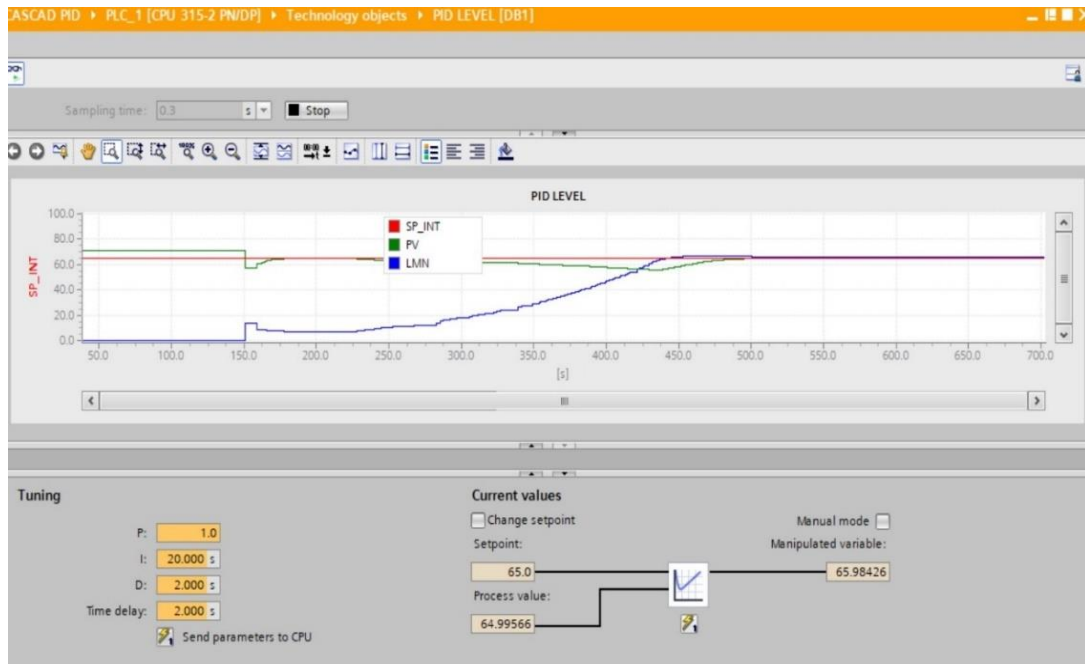 CASCAD PID ▸ PLC_1 [CPU 315-2 PN/DP] ▸ Technology objects ▸ PID LEVEL [DB1]
Sampling time: 0.3 s Stop
PID LEVEL
SP_INT
100.0
80.0
60.0
40.0
20.0
0.0
SP_INT
PV
LMN
50.0 100.0 150.0 200.0 250.0 300.0 350.0 400.0 450.0 500.0 550.0 600.0 650.0 700.0
[s]
Tuning
P: 1.0
I: 20.000 s
D: 2.000 s
Time delay: 2.000 s
Send parameters to CPU
Current values
Change setpoint
Manual mode
Setpoint:
Manipulated variable:
65.0
65.98426
Process value:
64.99566